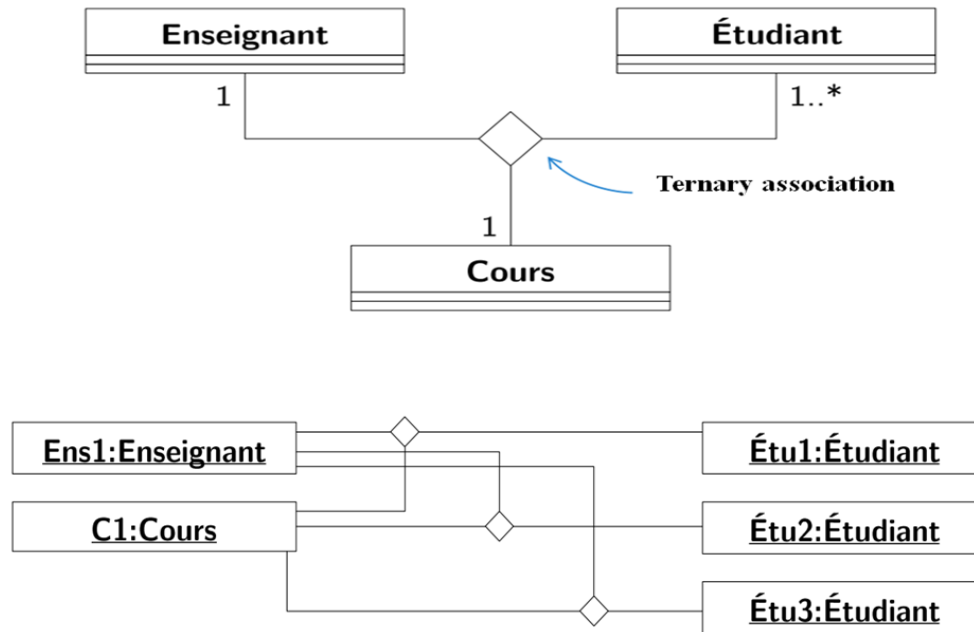 Enseignant
Étudiant
1
1..*
Ternary association
1
Cours
Ens1:Enseignant
Étu1:Étudiant
C1:Cours
Étu2:Étudiant
Étu3:Étudiant